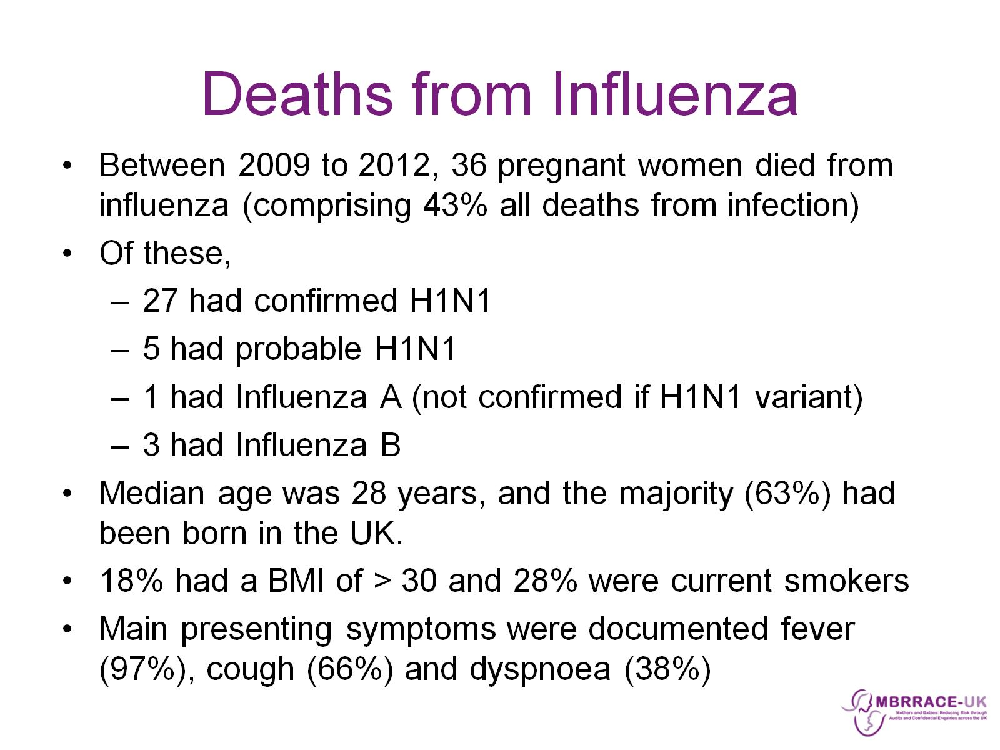 Deaths from Influenza
• Between 2009 to 2012, 36 pregnant women died from
influenza (comprising 43% all deaths from infection)
• Of these,
– 27 had confirmed H1N1
– 5 had probable H1N1
– 1 had Influenza A (not confirmed if H1N1 variant)
– 3 had Influenza B
• Median age was 28 years, and the majority (63%) had
been born in the UK.
• 18% had a BMI of > 30 and 28% were current smokers
• Main presenting symptoms were documented fever
(97%), cough (66%) and dyspnoea (38%)
MBRRACE-UK
Mothers and Babies: Reducing Risk through
Audits and Confidential Enquiries across the UK